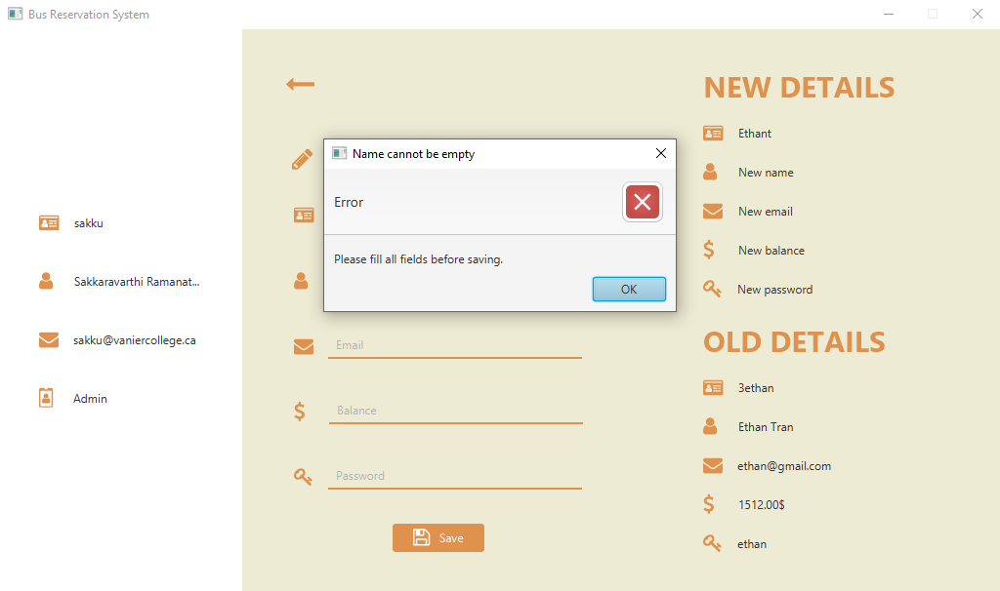 Bus Reservation System
sakku
Sakkaravarthi Ramanat...
sakku@vaniercollege.ca
Admin
Name cannot be empty
Error
Please fill all fields before saving.
OK
Email
Balance
Password
Save
NEW DETAILS
Ethant
New name
New email
New balance
New password
OLD DETAILS
3ethan
Ethan Tran
ethan@gmail.com
1512.00$
ethan